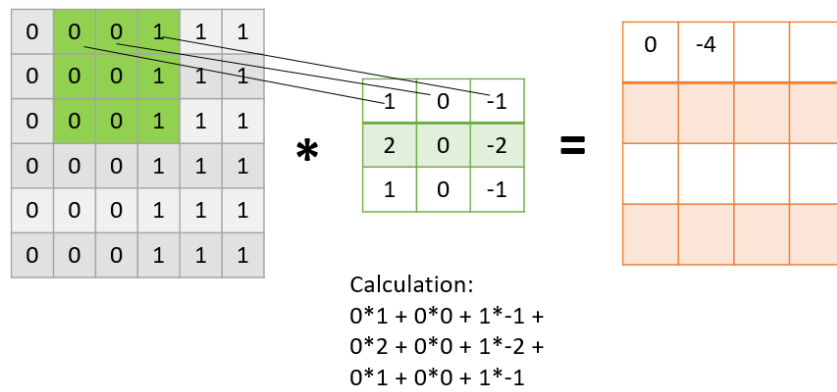 0 0 0 1 1 1
0 0 0 1 1 1
0 0 0 1 1 1
0 0 0 1 1 1
0 0 0 1 1 1
0 0 0 1 1 1
*
1 0 -1
2 0 -2
1 0 -1
=
0 -4
Calculation:
0*1 + 0*0 + 1*-1 +
0*2 + 0*0 + 1*-2 +
0*1 + 0*0 + 1*-1